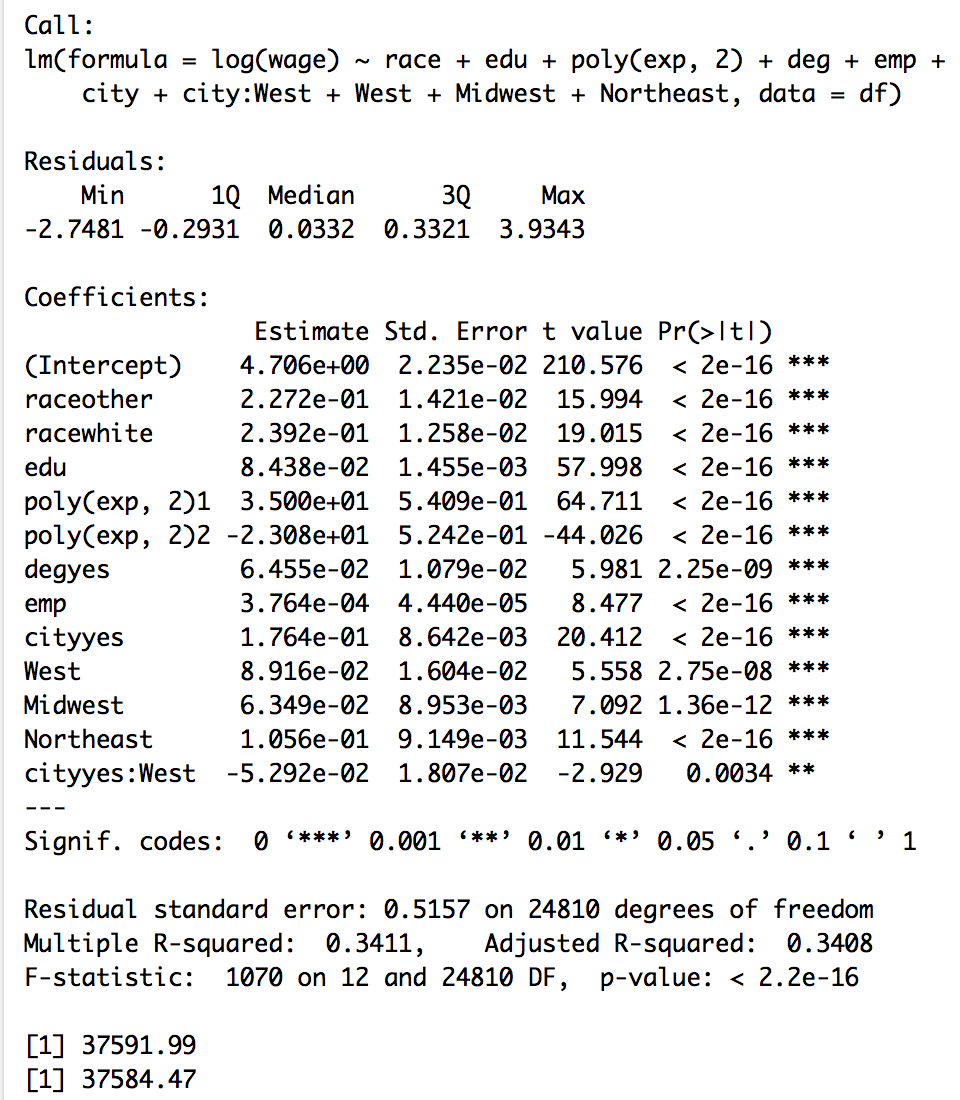 Call:
lm(formula = log(wage) ~ race + edu + poly(exp, 2) + deg + emp +
    city + city:West + West + Midwest + Northeast, data = df)

Residuals:
    Min      1Q  Median      3Q     Max
-2.7481 -0.2931  0.0332  0.3321  3.9343

Coefficients:
                Estimate Std. Error t value Pr(>|t|)
(Intercept)    4.706e+00  2.235e-02 210.576  < 2e-16 ***
raceother      2.272e-01  1.421e-02  15.994  < 2e-16 ***
racewhite      2.392e-01  1.258e-02  19.015  < 2e-16 ***
edu            8.438e-02  1.455e-03  57.998  < 2e-16 ***
poly(exp, 2)1  3.500e+01  5.409e-01  64.711  < 2e-16 ***
poly(exp, 2)2 -2.308e+01  5.242e-01 -44.026  < 2e-16 ***
degyes         6.455e-02  1.079e-02   5.981 2.25e-09 ***
emp            3.764e-04  4.440e-05   8.477  < 2e-16 ***
cityyes        1.764e-01  8.642e-03  20.412  < 2e-16 ***
West           8.916e-02  1.604e-02   5.558 2.75e-08 ***
Midwest        6.349e-02  8.953e-03   7.092 1.36e-12 ***
Northeast      1.056e-01  9.149e-03  11.544  < 2e-16 ***
cityyes:West  -5.292e-02  1.807e-02  -2.929   0.0034 **
---
Signif. codes:  0 ‘***’ 0.001 ‘**’ 0.01 ‘*’ 0.05 ‘.’ 0.1 ‘ ’ 1

Residual standard error: 0.5157 on 24810 degrees of freedom
Multiple R-squared:  0.3411,    Adjusted R-squared:  0.3408
F-statistic:  1070 on 12 and 24810 DF,  p-value: < 2.2e-16

[1] 37591.99
[1] 37584.47